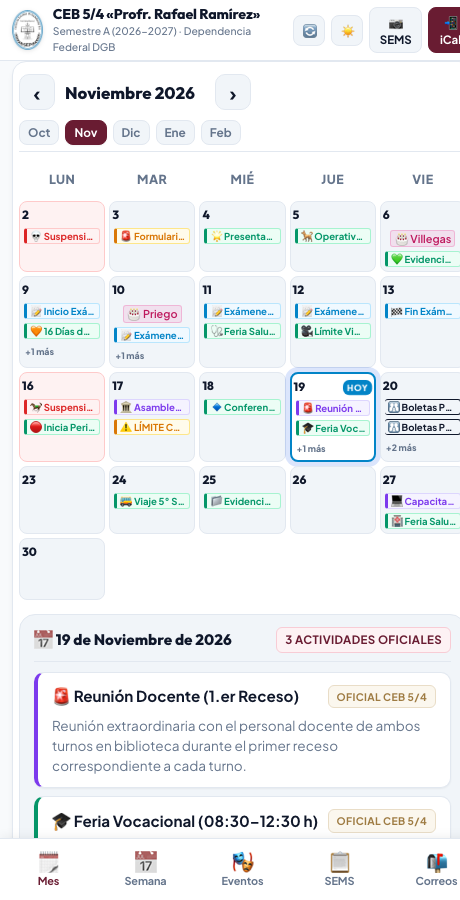 CEB 5/4 «Profr. Rafael Ramírez»
Semestre A (2026–2027) · Dependencia
Federal DGB
SEMS
iCal
‹ Noviembre 2026 ›
Oct Nov Dic Ene Feb
LUN MAR MIÉ JUE VIE
2 3 4 5 6
Suspensi... Formulari... Presenta... Operativ... Villegas
Evidenci...
9 10 11 12 13
Inicio Exá... Priego Exámene... Exámene... Fin Exám...
16 Días d... Exámene... Feria Salu... Límite Vi...
+1 más +1 más
16 17 18 19 HOY 20
Suspensi... Asamble... Conferen... Reunión ... Boletas P...
Inicia Peri... LÍMITE C... Feria Voc... Boletas P...
+1 más +2 más
23 24 25 26 27
Viaje 5° S... Evidenci... Capacita...
Feria Salu...
30
19 de Noviembre de 2026 3 ACTIVIDADES OFICIALES
Reunión Docente (1.er Receso) OFICIAL CEB 5/4
Reunión extraordinaria con el personal docente de ambos
turnos en biblioteca durante el primer receso
correspondiente a cada turno.
Feria Vocacional (08:30–12:30 h) OFICIAL CEB 5/4
Mes Semana Eventos SEMS Correos